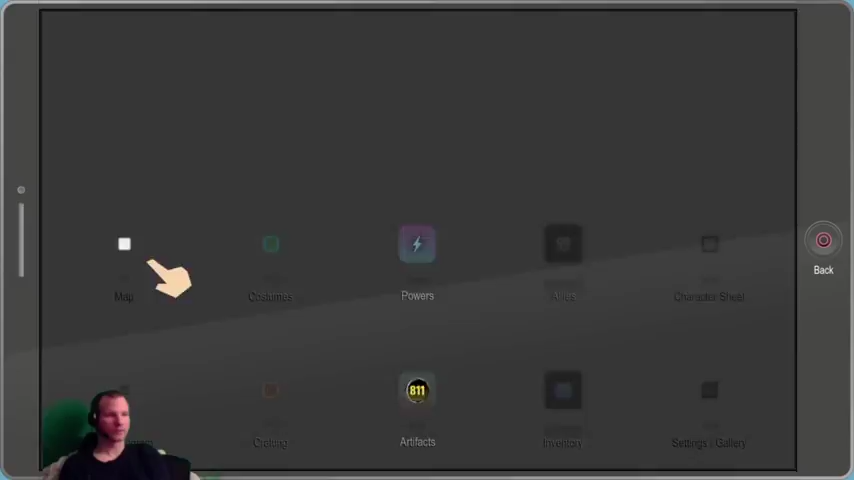 Map
Costumes
Powers
Allies
Character Sheet
Back
811
Crafting
Artifacts
Inventory
Settings / Gallery